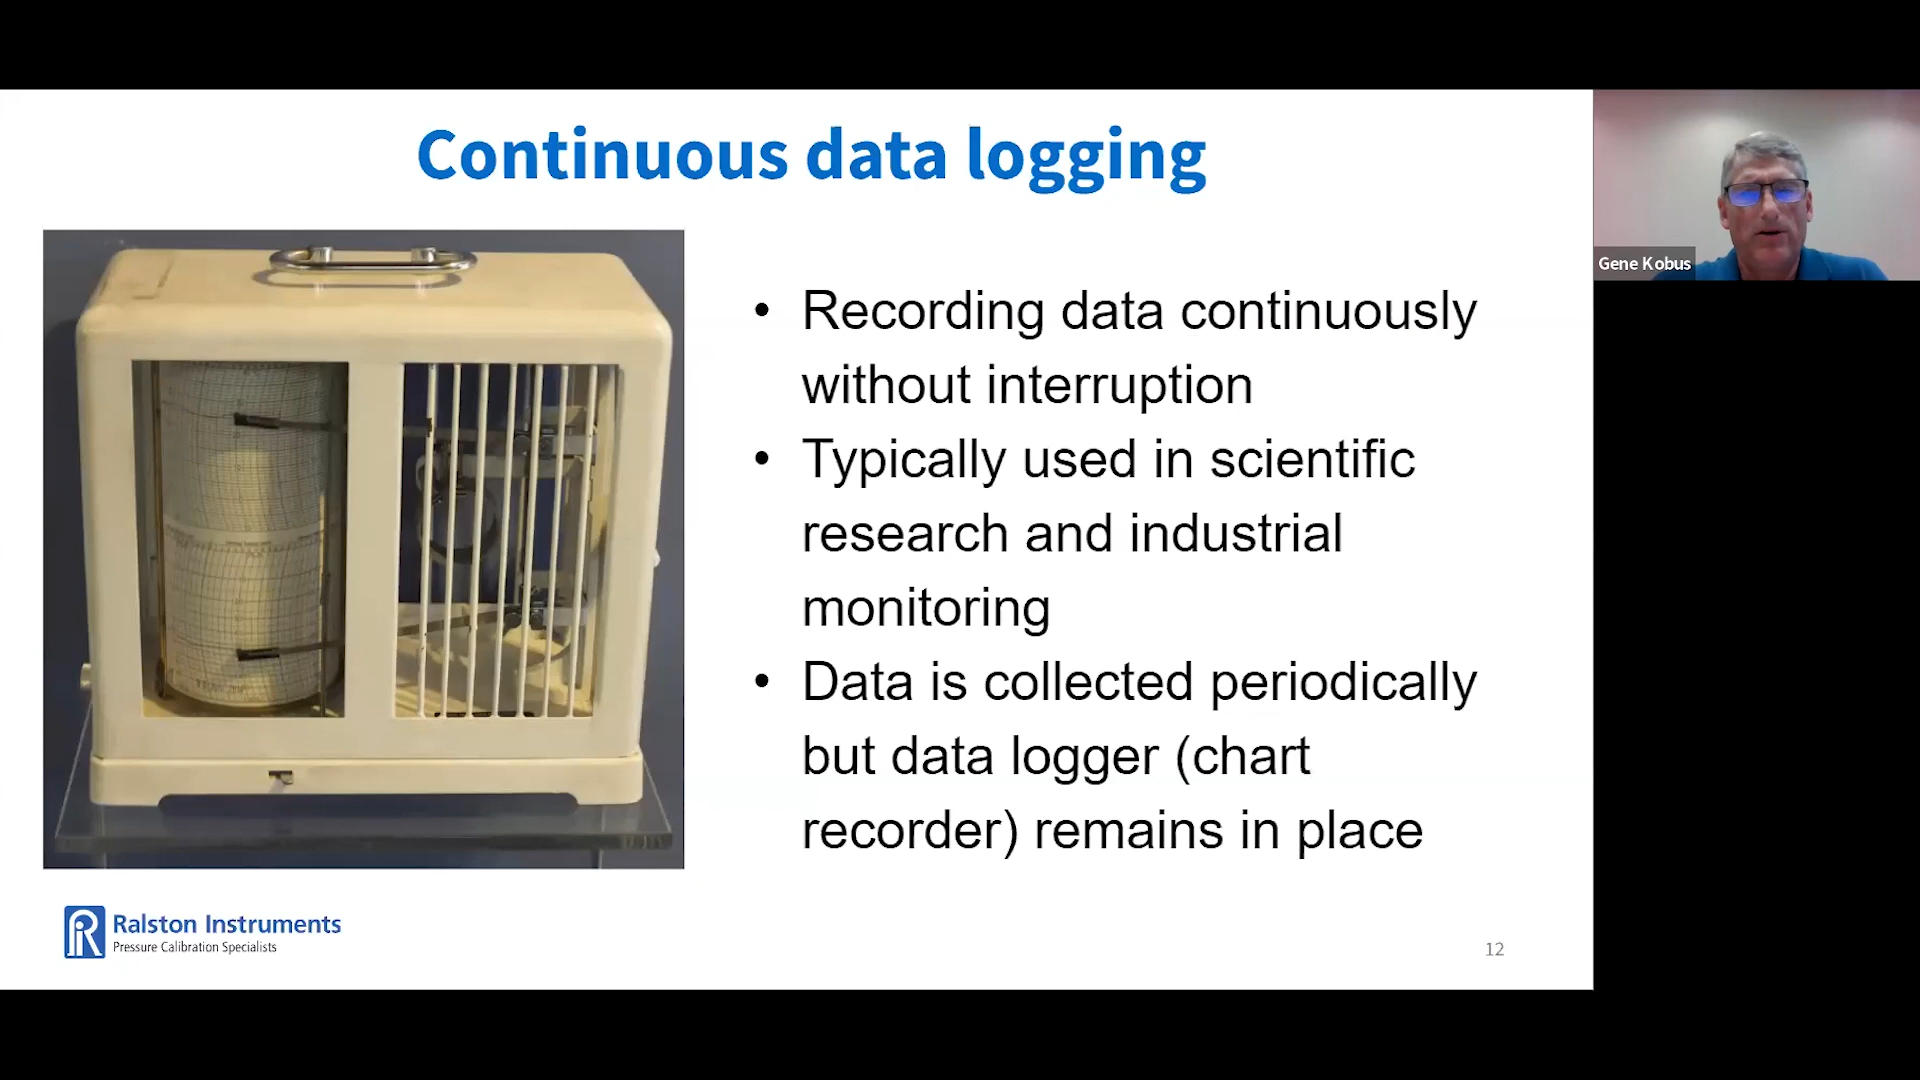 Continuous data logging
• Recording data continuously
without interruption
• Typically used in scientific
research and industrial
monitoring
• Data is collected periodically
but data logger (chart
recorder) remains in place
Gene Kobus
Ralston Instruments
Pressure Calibration Specialists
12